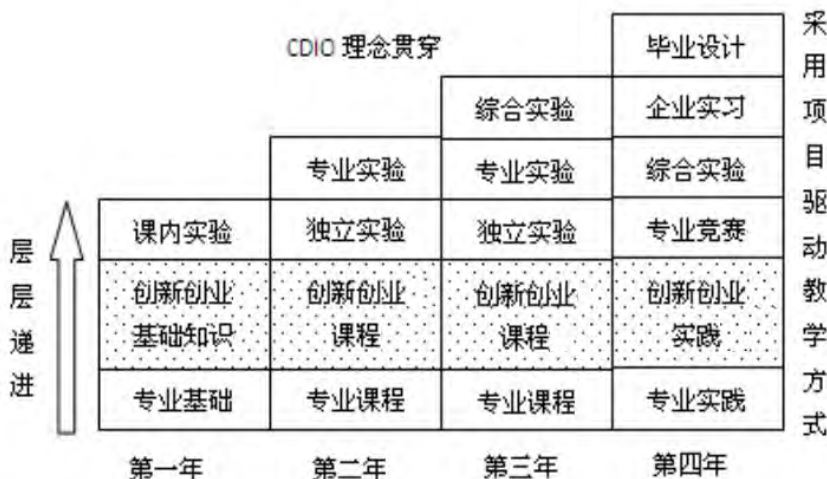 CDIO 理念贯穿
毕业设计
综合实验
企业实习
专业实验
专业实验
综合实验
课内实验
独立实验
独立实验
专业竞赛
创新创业
基础知识
创新创业
课程
创新创业
课程
创新创业
实践
专业基础
专业课程
专业课程
专业实践
第一年
第二年
第三年
第四年
层层递进
采用项目驱动教学方式